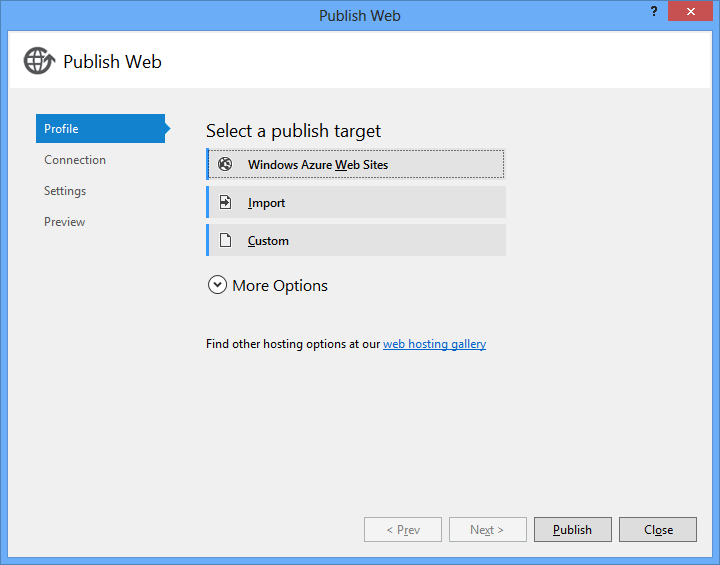 Publish Web
?
Publish Web
Profile
Connection
Settings
Preview
Select a publish target
Windows Azure Web Sites
Import
Custom
More Options
Find other hosting options at our web hosting gallery
< Prev
Next >
Publish
Close